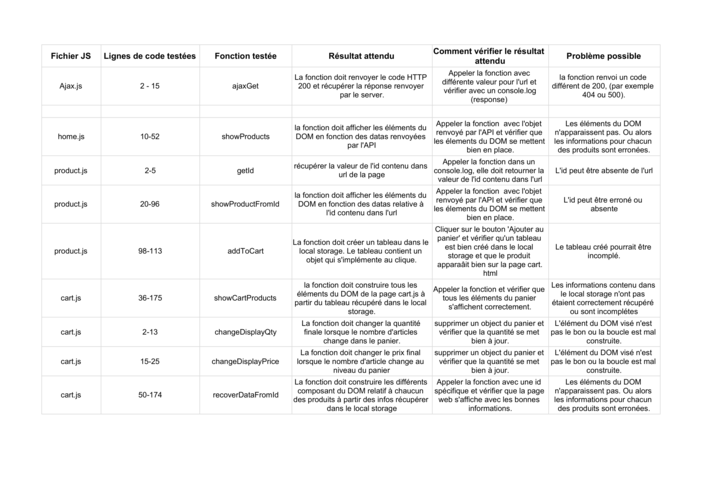 Fichier JS
Lignes de code testées
Fonction testée
Résultat attendu
Comment vérifier le résultat
attendu
Problème possible
Ajax.js
2 - 15
ajaxGet
La fonction doit renvoyer le code HTTP
200 et récupérer la réponse renvoyer
par le server.
Appeler la fonction avec
différente valeur pour l'url et
vérifier avec un console.log
(response)
la fonction renvoi un code
différent de 200, (par exemple
404 ou 500).
home.js
10-52
showProducts
la fonction doit afficher les éléments du
DOM en fonction des datas renvoyées
par l'API
Appeler la fonction  avec l'objet
renvoyé par l'API et vérifier que
les élements du DOM se mettent
bien en place.
Les éléments du DOM
n'apparaissent pas. Ou alors
les informations pour chacun
des produits sont erronées.
product.js
2-5
getId
récupérer la valeur de l'id contenu dans
url de la page
Appeler la fonction dans un
console.log, elle doit retourner la
valeur de l'id contenu dans l'url
L'id peut être absente de l'url
product.js
20-96
showProductFromId
la fonction doit afficher les éléments du
DOM en fonction des datas relative à
l'id contenu dans l'url
Appeler la fonction  avec l'objet
renvoyé par l'API et vérifier que
les élements du DOM se mettent
bien en place.
L'id peut être erroné ou
absente
product.js
98-113
addToCart
La fonction doit créer un tableau dans le
local storage. Le tableau contient un
objet qui s'implémente au clique.
Cliquer sur le bouton 'Ajouter au
panier' et vérifier qu'un tableau
est bien créé dans le local
storage et que le produit
apparaâit bien sur la page cart.
html
Le tableau créé pourrait être
incomplé.
cart.js
36-175
showCartProducts
la fonction doit construire tous les
éléments du DOM de la page cart.js à
partir du tableau récupéré dans le local
storage.
Appeler la fonction et vérifier que
tous les éléments du panier
s'affichent correctement.
Les informations contenu dans
le local storage n'ont pas
étaient correctement récupéré
ou sont incomplétes
cart.js
2-13
changeDisplayQty
La fonction doit changer la quantité
finale lorsque le nombre d'articles
change dans le panier.
supprimer un objet du panier et
vérifier que la quantité se met
bien à jour.
L'élement du DOM visé n'est
pas le bon ou la boucle est mal
construite.
cart.js
15-25
changeDisplayPrice
La fonction doit changer le prix final
lorsque le nombre d'article change au
niveau du panier
supprimer un objet du panier et
vérifier que la quantité se met
bien à jour.
L'élement du DOM visé n'est
pas le bon ou la boucle est mal
construite.
cart.js
50-174
recoverDataFromId
La fonction doit construire les différents
composant du DOM relatif à chaucun
des produits à partir des infos récupérer
dans le local storage
Appeler la fonction avec une id
spécifique et vérifier que la page
web s'affiche avec les bonnes
informations.
Les éléments du DOM
n'apparaissent pas. Ou alors
les informations pour chacun
des produits sont erronées.